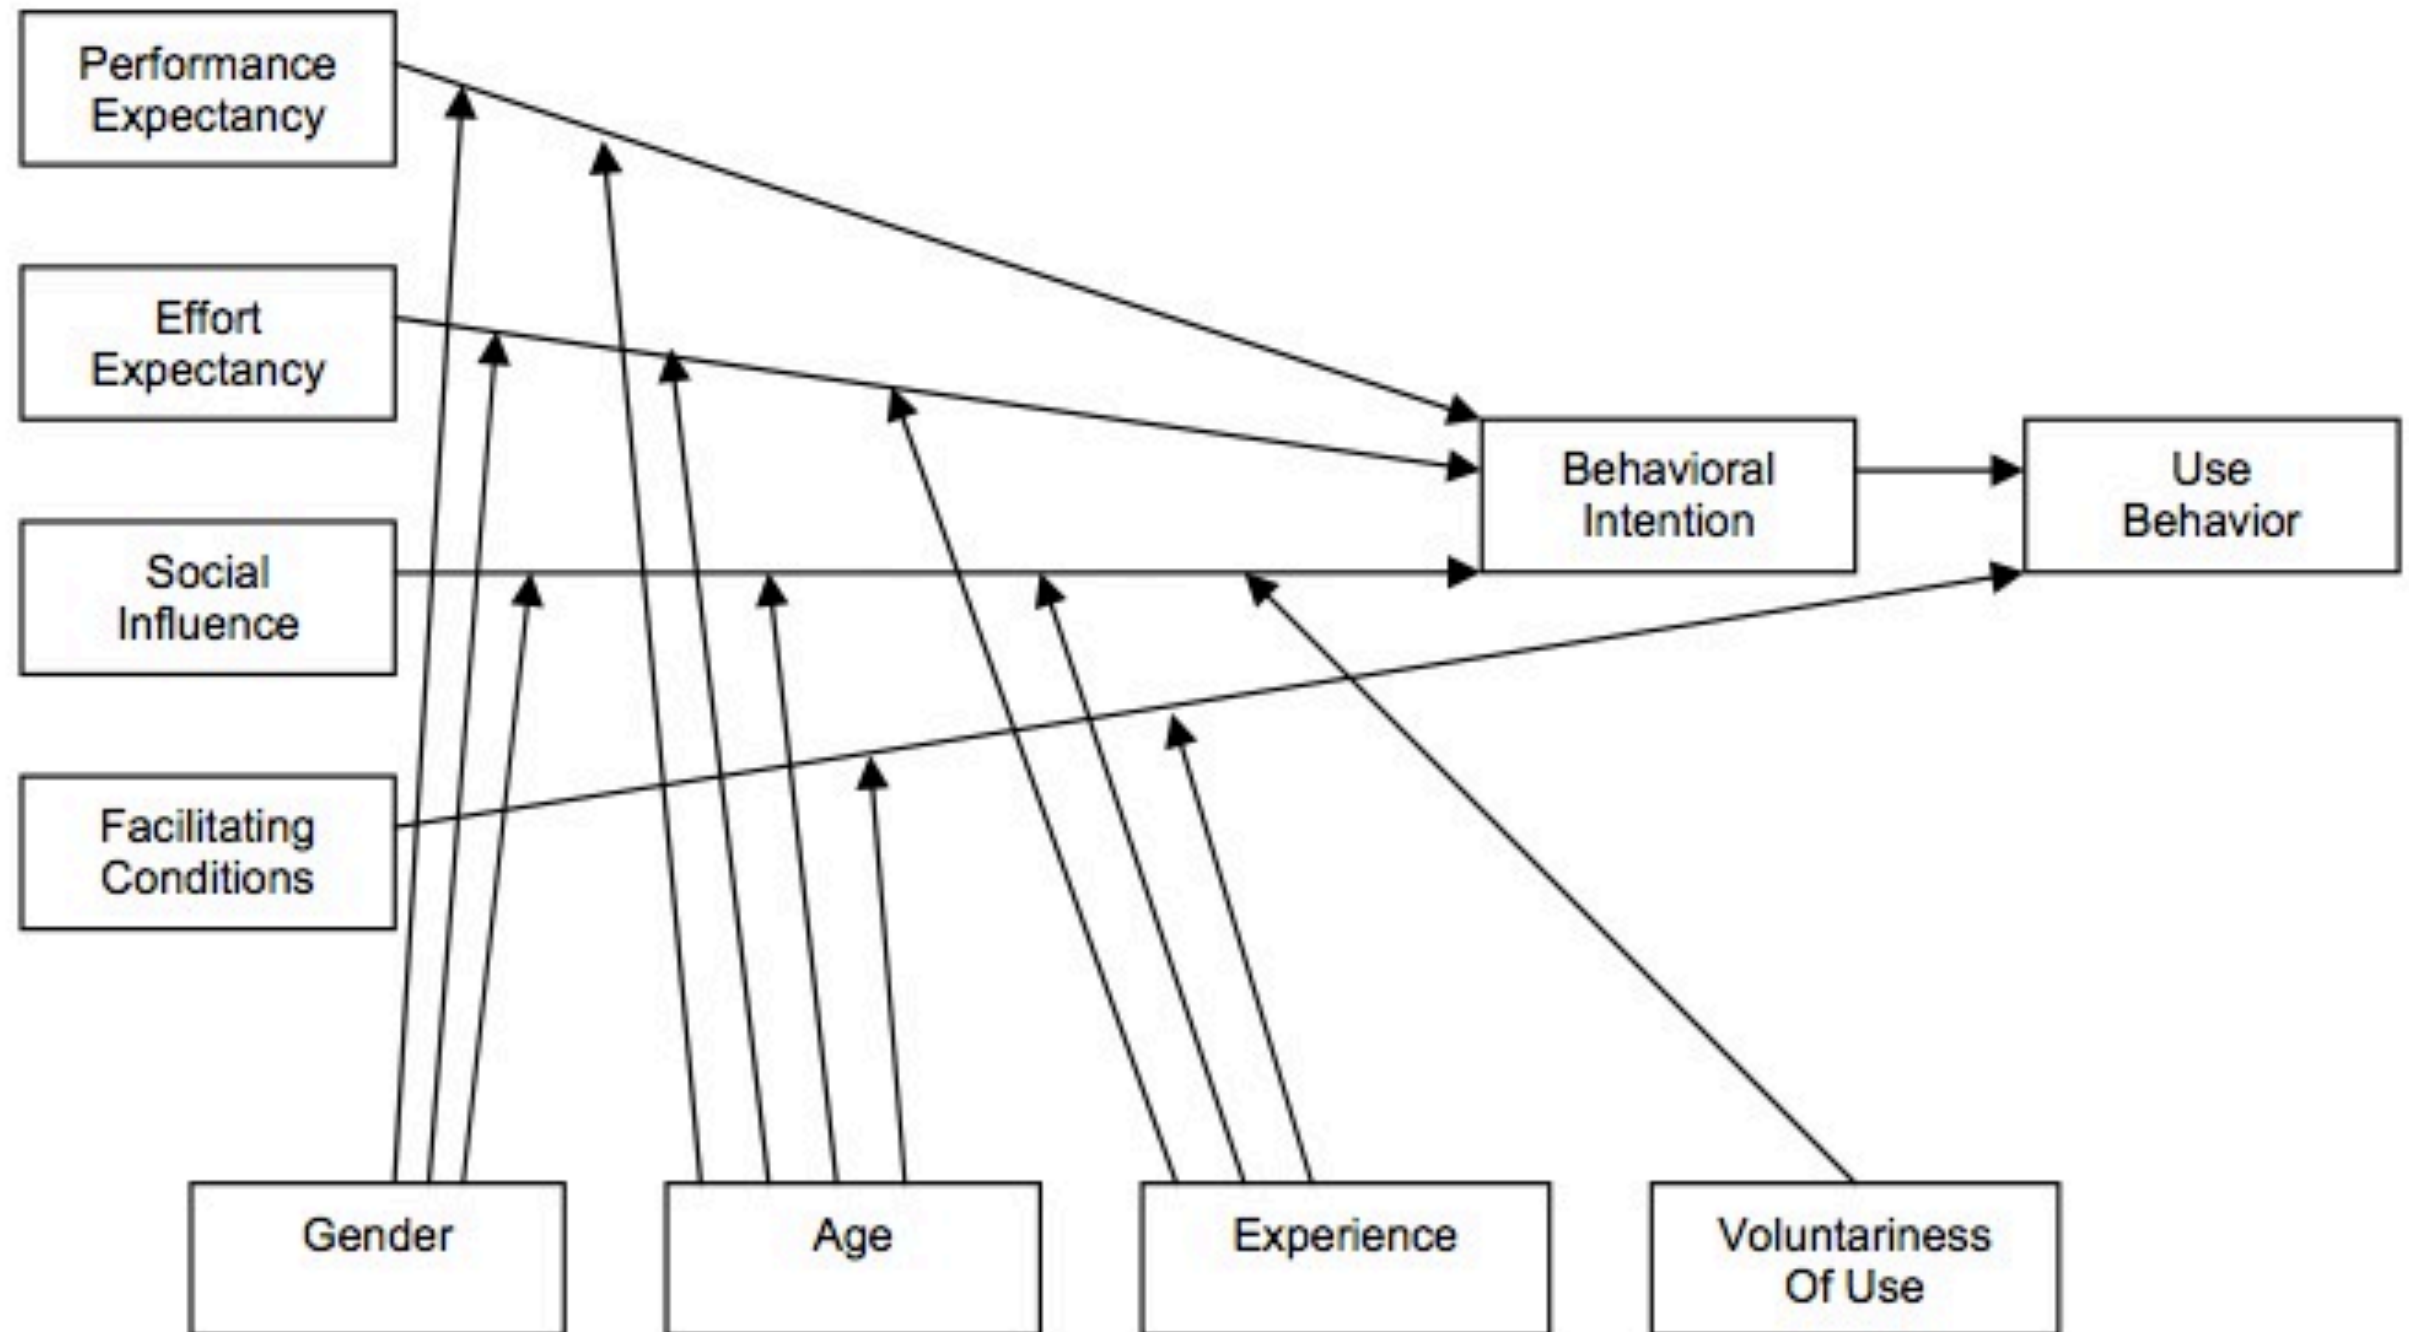 Performance
Expectancy
Effort
Expectancy
Social
Influence
Facilitating
Conditions
Behavioral
Intention
Use
Behavior
Gender
Age
Experience
Voluntariness
Of Use